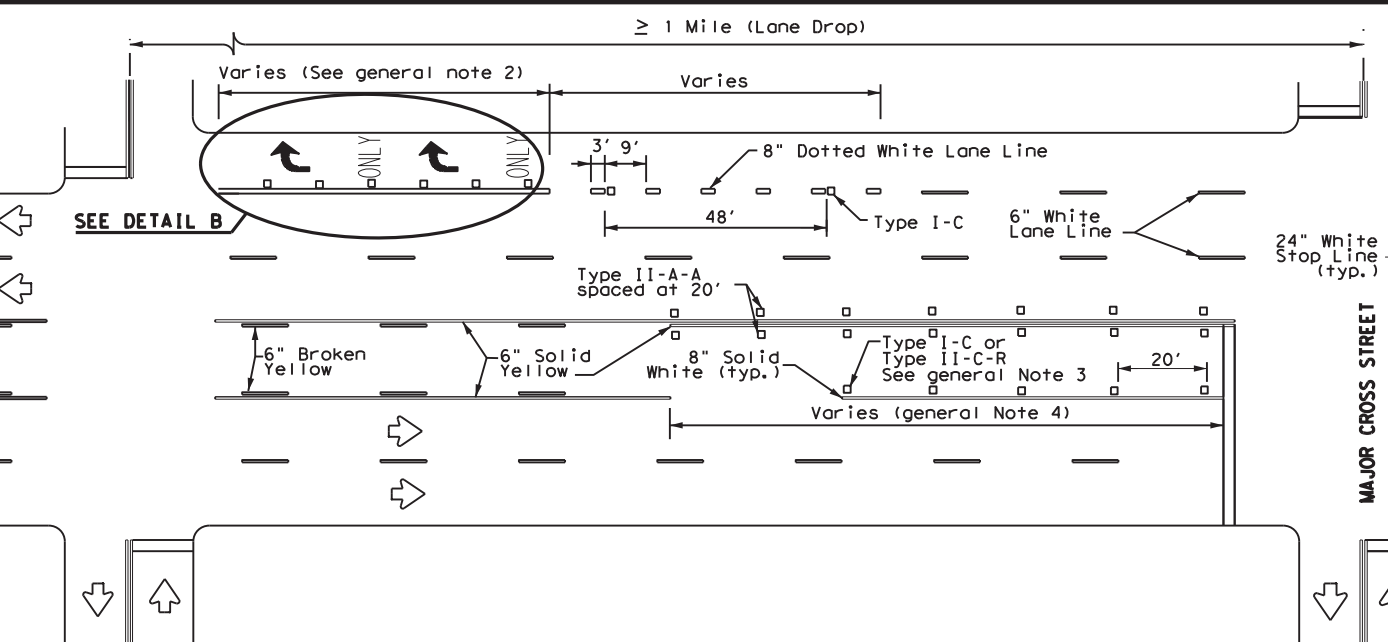 ≥ 1 Mile (Lane Drop)
Varies (See general note 2)
Varies
ONLY
ONLY
3' 9'
8" Dotted White Lane Line
SEE DETAIL B
48'
Type I-C
6" White
Lane Line
24" White
Stop Line
(typ.)
Type II-A-A
spaced at 20'
6" Broken
Yellow
6" Solid
Yellow
8" Solid
White (typ.)
Type I-C or
Type II-C-R
See general Note 3
20'
Varies (general Note 4)
MAJOR CROSS STREET